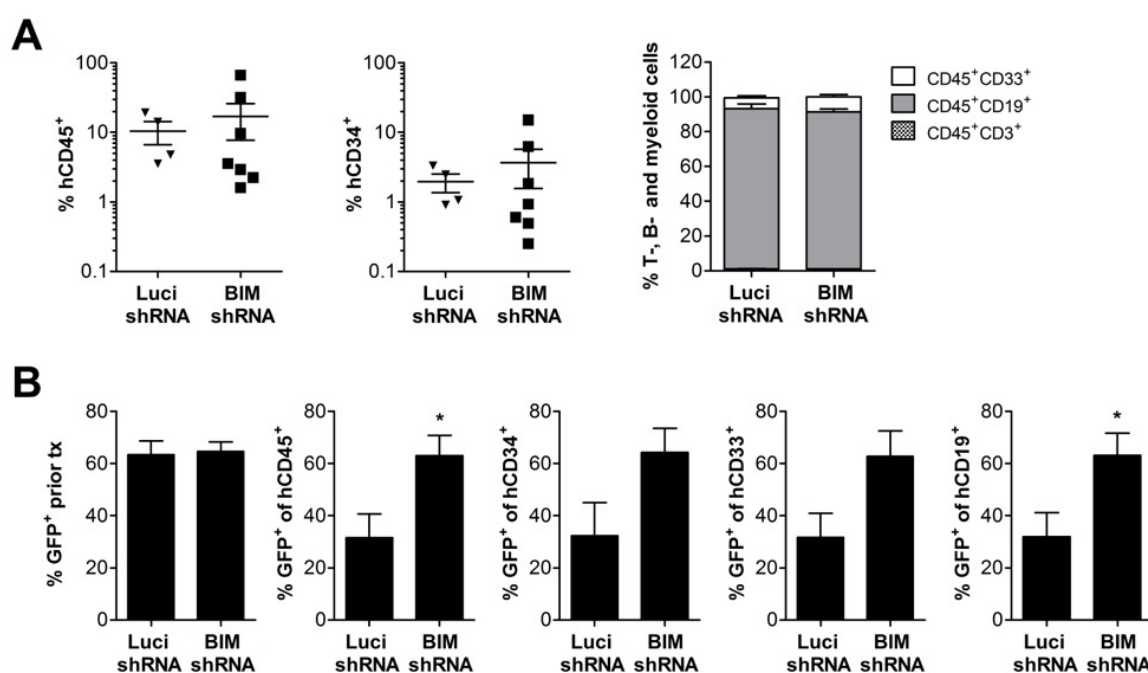 A
% hCD45+
100
10
1
0.1
Luci
shRNA
BIM
shRNA
% hCD34+
100
10
1
0.1
Luci
shRNA
BIM
shRNA
% T-, B- and myeloid cells
120
100
80
60
40
20
0
Luci
shRNA
BIM
shRNA
CD45+CD33+
CD45+CD19+
CD45+CD3+
B
% GFP+ prior tx
80
60
40
20
0
Luci
shRNA
BIM
shRNA
% GFP+ of hCD45+
80
60
40
20
0
*
Luci
shRNA
BIM
shRNA
% GFP+ of hCD34+
80
60
40
20
0
Luci
shRNA
BIM
shRNA
% GFP+ of hCD33+
80
60
40
20
0
Luci
shRNA
BIM
shRNA
% GFP+ of hCD19+
80
60
40
20
0
*
Luci
shRNA
BIM
shRNA